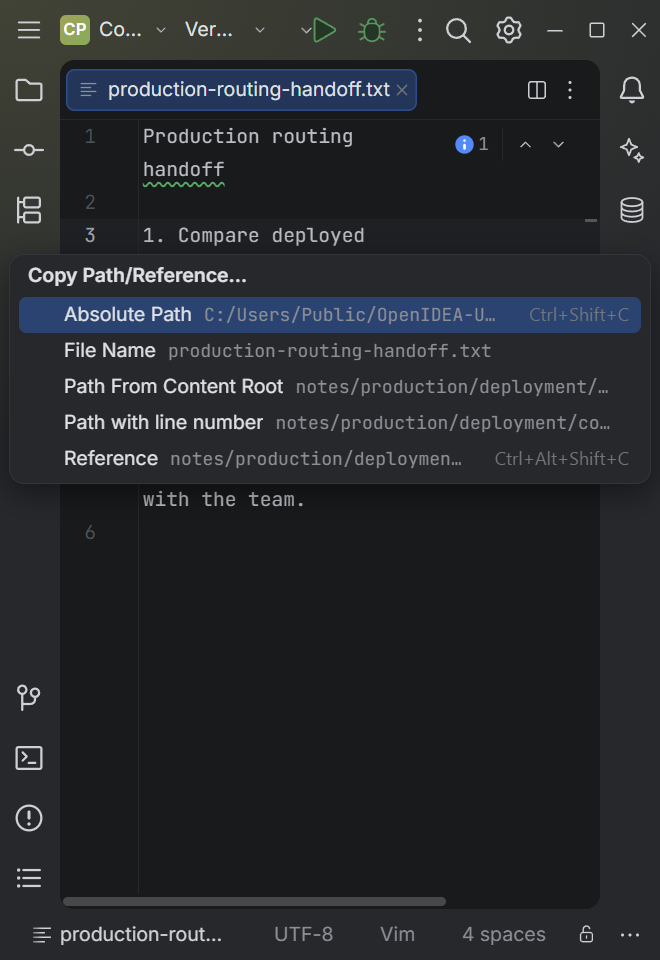 CP Co... Ver...
production-routing-handoff.txt
1 Production routing
handoff
1
2
3 1. Compare deployed
Copy Path/Reference...
Absolute Path C:/Users/Public/OpenIDEA-U... Ctrl+Shift+C
File Name production-routing-handoff.txt
Path From Content Root notes/production/deployment/...
Path with line number notes/production/deployment/co...
Reference notes/production/deploymen... Ctrl+Alt+Shift+C
with the team.
6
production-rout... UTF-8 Vim 4 spaces